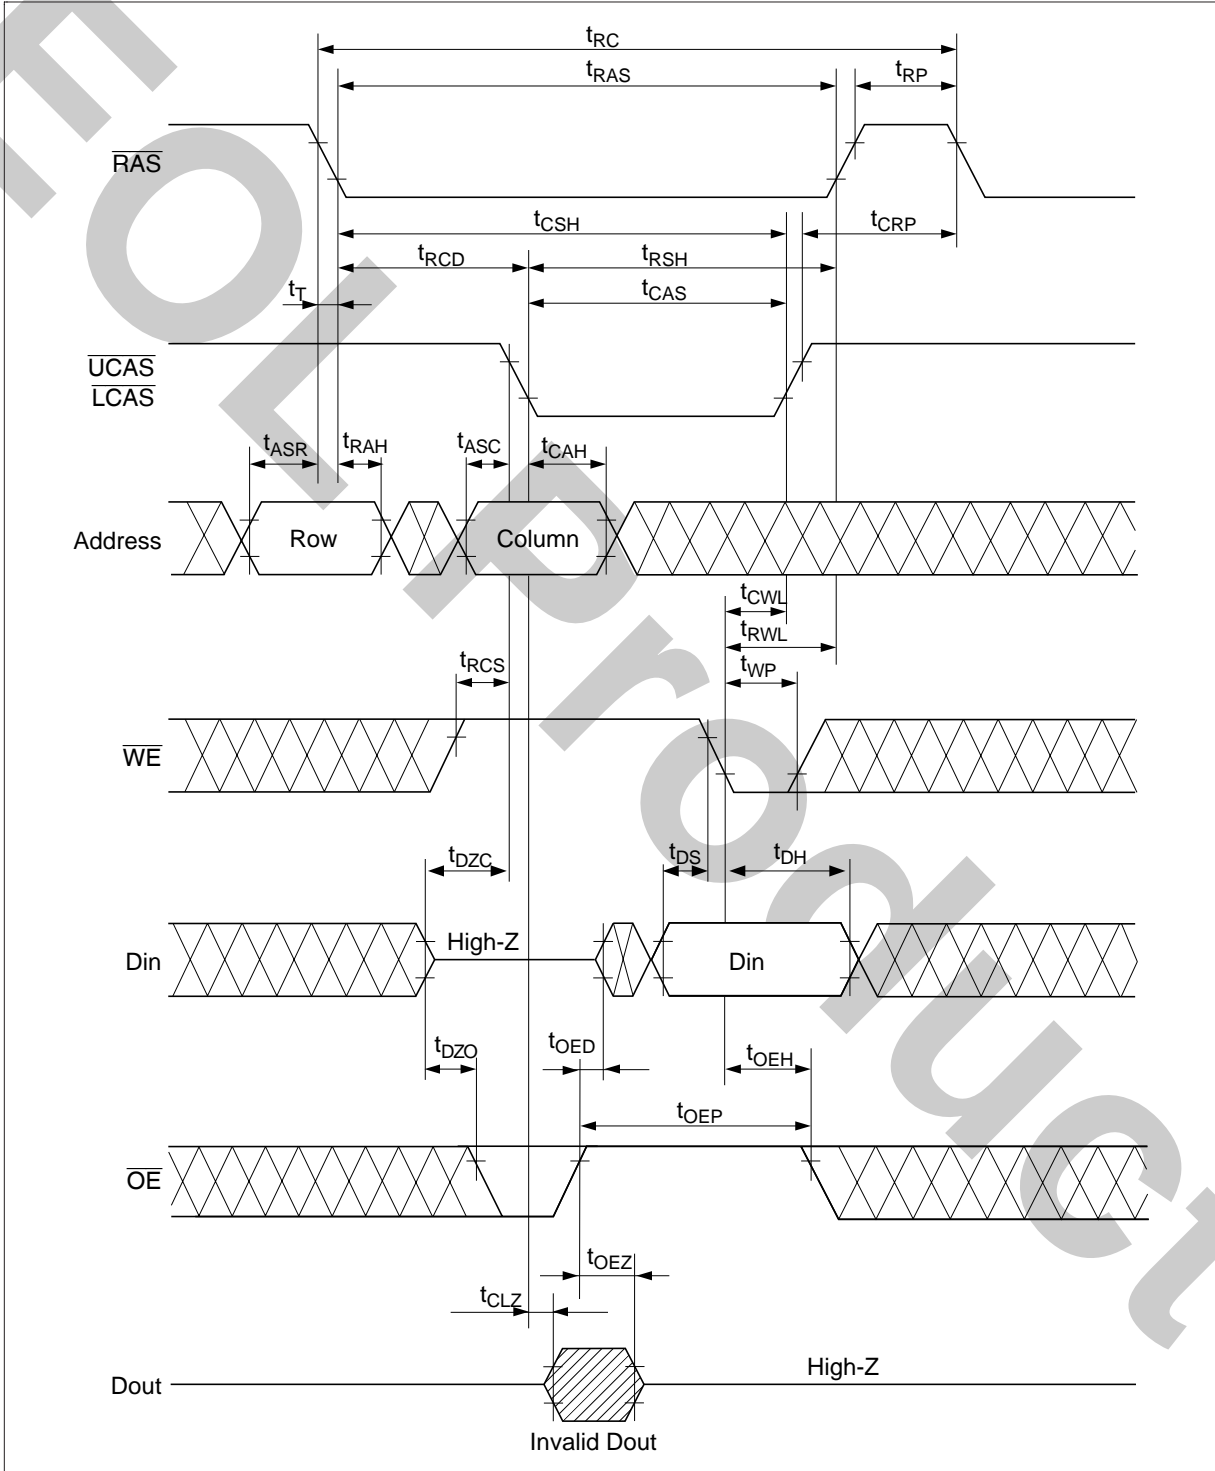 tRC
tRAS
tRP
RAS
tCSH
tCRP
tRCD
tRSH
tT
tCAS
UCAS
LCAS
tASR
tRAH
tASC
tCAH
Address
Row
Column
tCWL
tRWL
tRCS
tWP
WE
tDZC
tDS
tDH
High-Z
Din
Din
tDZO
tOED
tOEH
tOEP
OE
tOEZ
tCLZ
High-Z
Dout
Invalid Dout
EOL Product